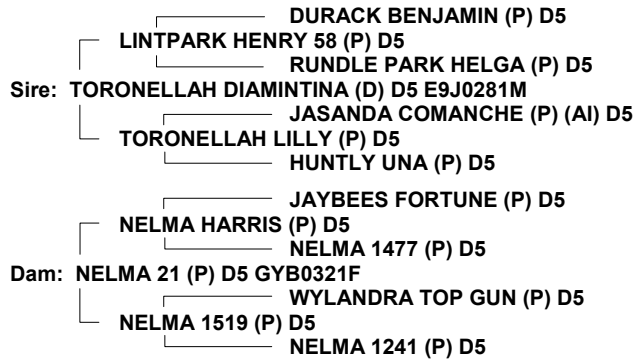 DURACK BENJAMIN (P) D5
LINTPARK HENRY 58 (P) D5
RUNDLE PARK HELGA (P) D5
Sire: TORONELLAH DIAMINTINA (D) D5 E9J0281M
JASANDA COMANCHE (P) (AI) D5
TORONELLAH LILLY (P) D5
HUNTLY UNA (P) D5
JAYBEES FORTUNE (P) D5
NELMA HARRIS (P) D5
NELMA 1477 (P) D5
Dam: NELMA 21 (P) D5 GYB0321F
WYLANDRA TOP GUN (P) D5
NELMA 1519 (P) D5
NELMA 1241 (P) D5